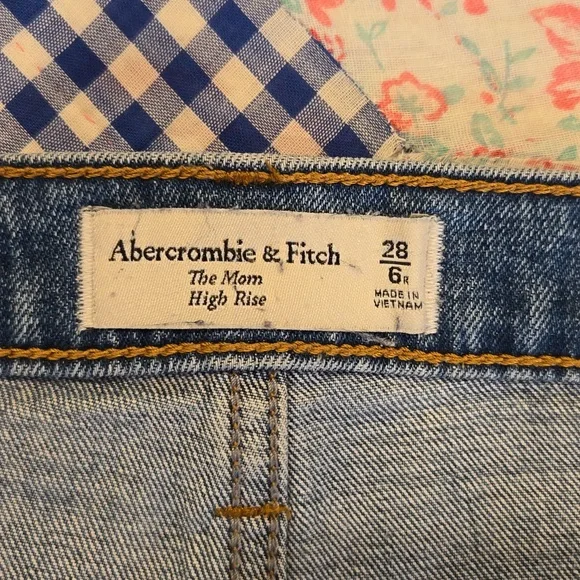 Abercrombie & Fitch
The Mom
High Rise
28
6R
MADE IN
VIETNAM